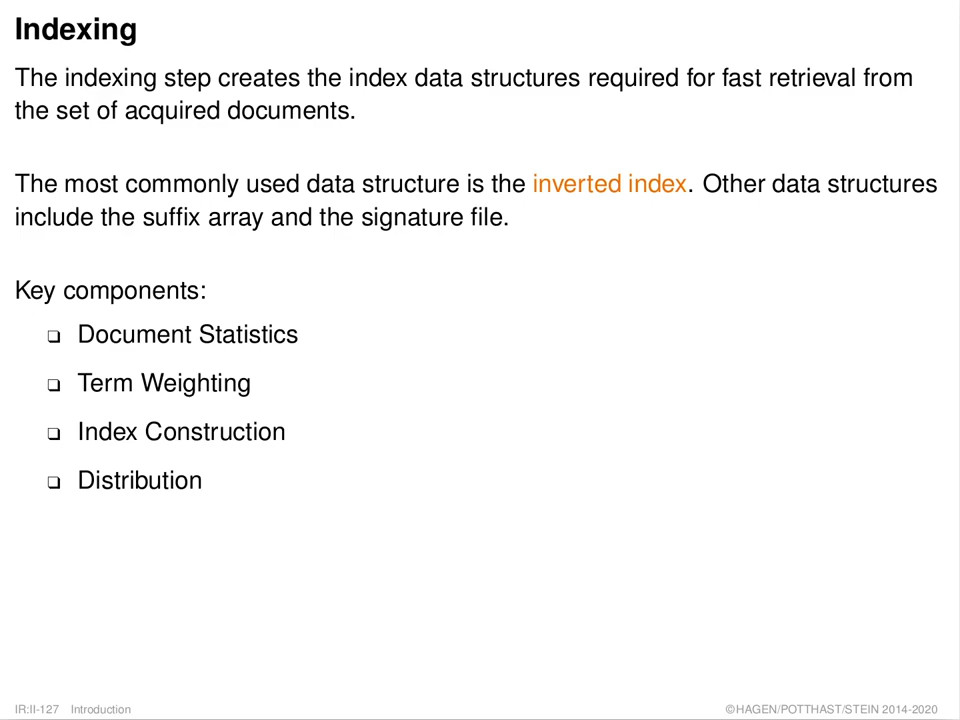 Indexing
The indexing step creates the index data structures required for fast retrieval from
the set of acquired documents.
The most commonly used data structure is the inverted index. Other data structures
include the suffix array and the signature file.
Key components:
❏ Document Statistics
❏ Term Weighting
❏ Index Construction
❏ Distribution
IR:II-127 Introduction
©HAGEN/POTTHAST/STEIN 2014-2020